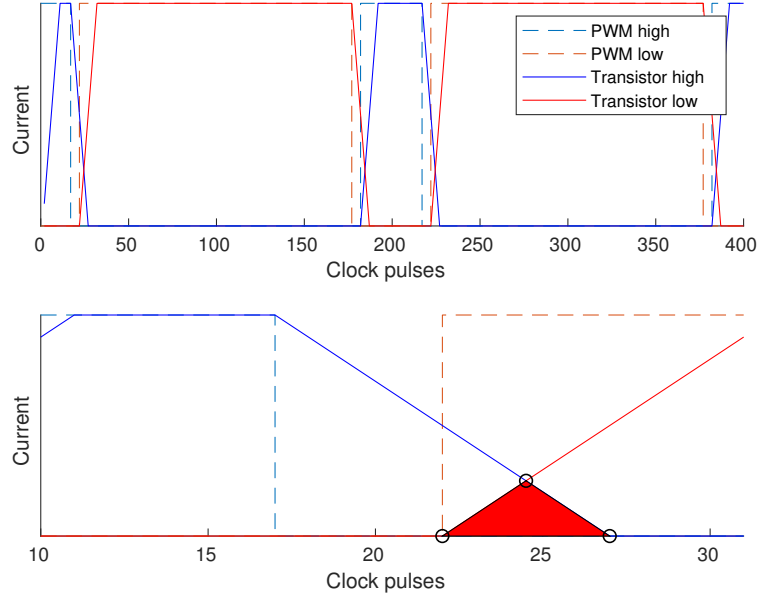 PWM high
PWM low
Transistor high
Transistor low
Current
0 50 100 150 200 250 300 350 400
Clock pulses
Current
10 15 20 25 30
Clock pulses